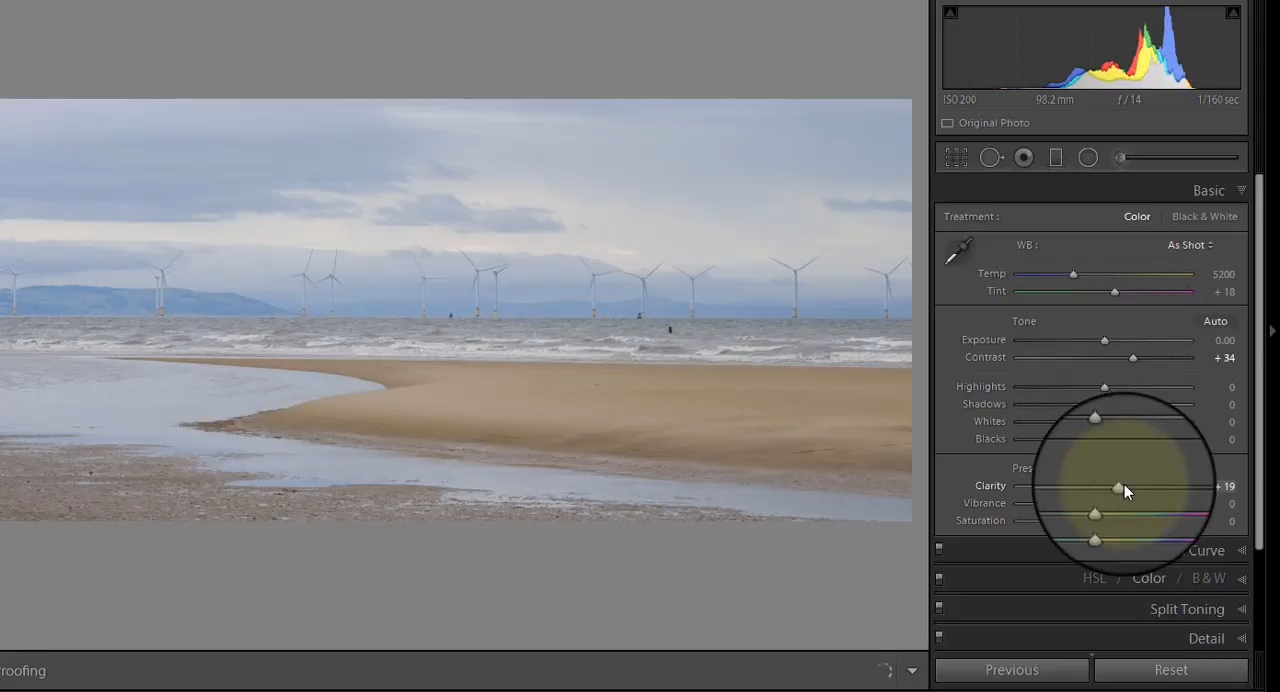 ISO 200 98.2 mm ƒ / 14 1/160 sec
Original Photo
Basic
Treatment : Color Black & White
WB : As Shot
Temp 5200
Tint + 18
Tone Auto
Exposure 0.00
Contrast + 34
Highlights 0
Shadows 0
Whites 0
Blacks 0
Pres
Clarity + 19
Vibrance 0
Saturation 0
Curve
HSL / Color / B & W
Split Toning
Detail
roofing
Previous Reset